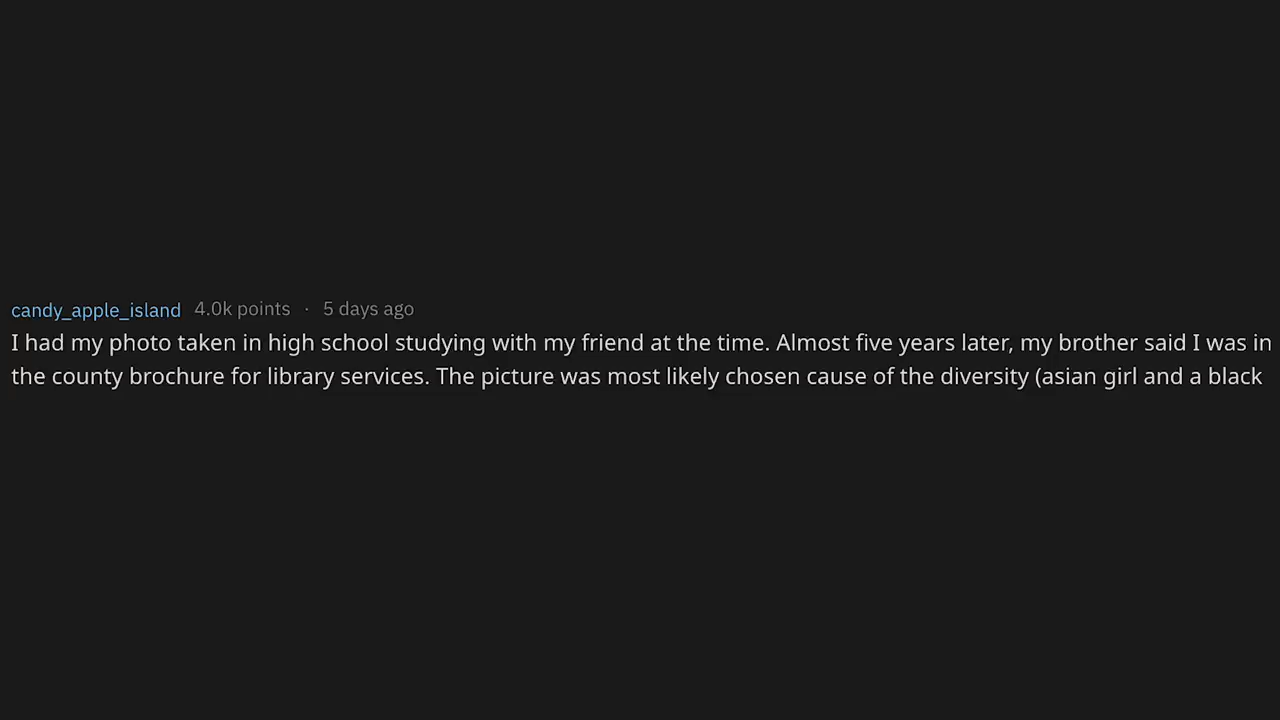 candy_apple_island 4.0k points · 5 days ago
I had my photo taken in high school studying with my friend at the time. Almost five years later, my brother said I was in
the county brochure for library services. The picture was most likely chosen cause of the diversity (asian girl and a black